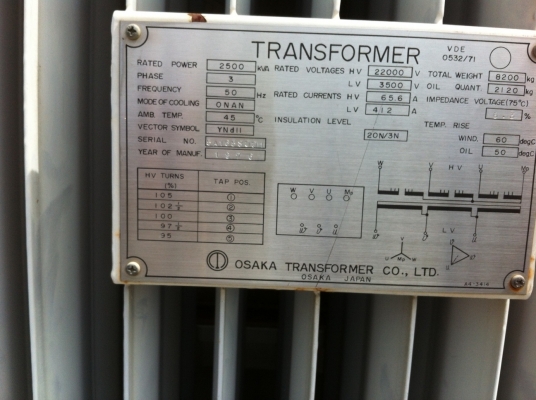 TRANSFORMER
VDE
0532/71
RATED POWER 2500 kVA
PHASE 3
FREQUENCY 50 Hz
MODE OF COOLING ONAN
AMB. TEMP. 45 °C
VECTOR SYMBOL YNd11
SERIAL NO.
YEAR OF MANUF.
RATED VOLTAGES HV 22000 V
LV 3500 V
RATED CURRENTS HV 65.6 A
LV 412 A
INSULATION LEVEL
20N/3N
TOTAL WEIGHT 8200 kg
OIL QUANT. 2120 kg
IMPEDANCE VOLTAGE (75°C)
%
TEMP. RISE
WIND. 60 degC
OIL 50 degC
HV TURNS (%) TAP POS.
105 ①
102½ ②
100 ③
97½ ④
95 ⑤
W V U Mo
W U V Mo
H V
L V
OSAKA TRANSFORMER CO., LTD.
OSAKA JAPAN